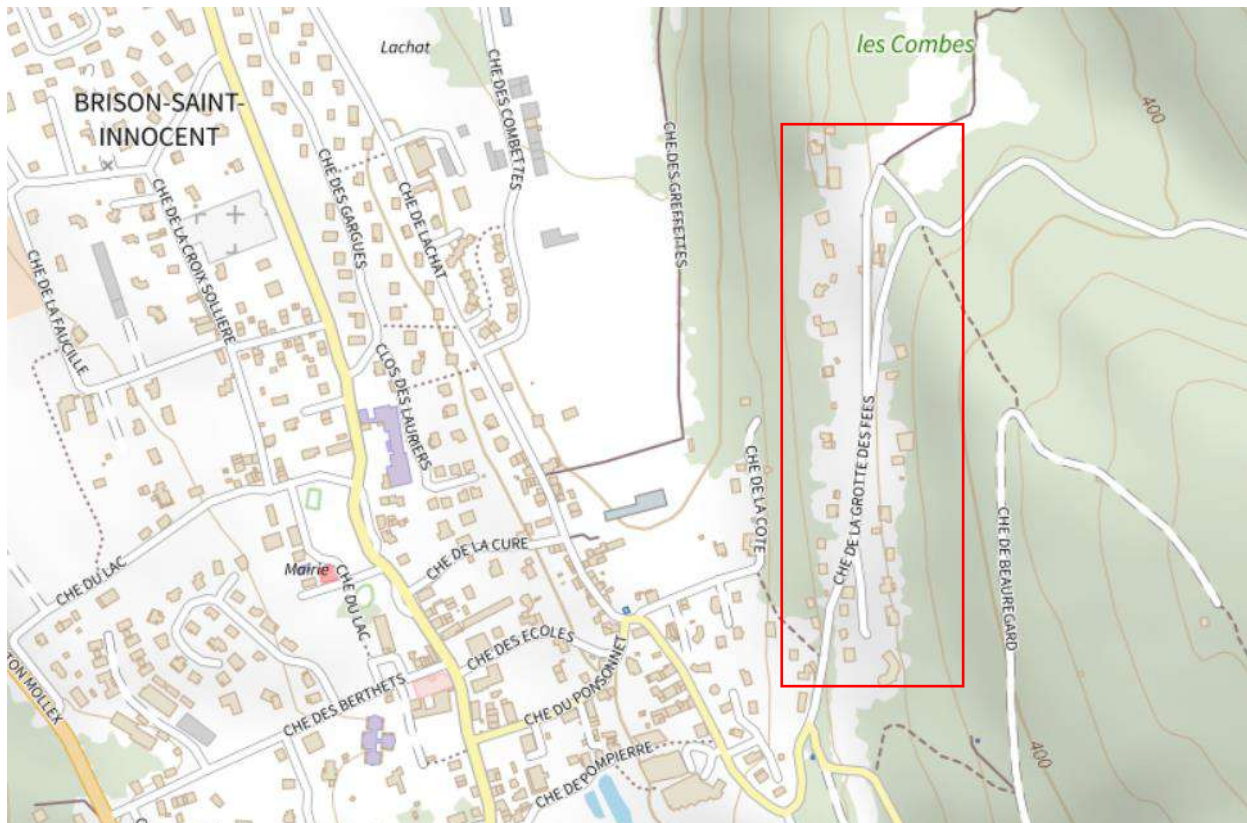 les Combes
Lachat
BRISON-SAINT-
INNOCENT
400
CHE DES COMBETTES
CHE DES GARGUES
CHE DE LACHAT
CHE DES GREFFETTES
CHE DE LA CROIX SOLLIERE
CHE DE LA FAUCILLE
CLOS DES LAURIERS
CHE DE LA GROTTE DES FEES
CHE DE LA COTE
CHE DE BEAUREGARD
CHE DE LA CURE
Mairie
CHE DU LAC
CHE DU LAC
CHE DES ECOLES
CHE DES BERTHETS
CHE DU PONSONNET
TON MOLLEX
CHE DE POMPIERRE
400